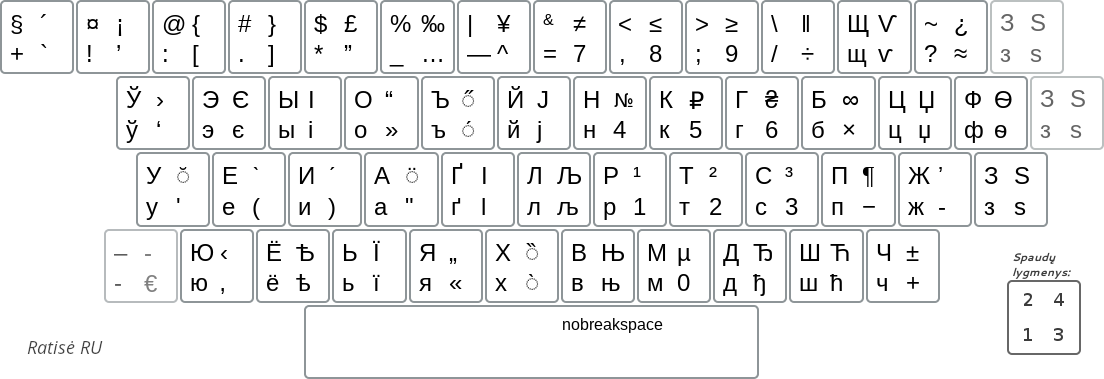 § ´ ¤ ¡ @ { # } $ £ % ‰ | ¥ & ≠ < ≤ > ≥ \ ‖ Щ Ѵ ~ ¿ З Ѕ
+ ` ! ’ : [ . ] * ” _ … — ^ = 7 , 8 ; 9 / ÷ щ ѵ ? ≈ з ѕ
Ў › Э Є Ы І О “ Ъ ◌̋ Й Ј Н № К ₽ Г ₴ Б ∞ Ц Џ Ф Ѳ З Ѕ
ў ‘ э є ы і о » ъ ◌́ й ј н 4 к 5 г 6 б × ц џ ф ѳ з ѕ
У ◌̆ Е ` И ´ А ◌̈ Ґ Ӏ Л Љ Р ¹ Т ² С ³ П ¶ Ж ’ З Ѕ
у ' е ( и ) а " ґ ӏ л љ р 1 т 2 с 3 п − ж - з ѕ
– - Ю ‹ Ё Ѣ Ь Ї Я „ Х ◌̏ В Њ М µ Д Ђ Ш Ћ Ч ±
- € ю ‚ ё ѣ ь ї я « х ◌̀ в њ м 0 д ђ ш ћ ч +
Spaudų
lygmenys:
2 4
1 3
nobreakspace
Ratisė RU